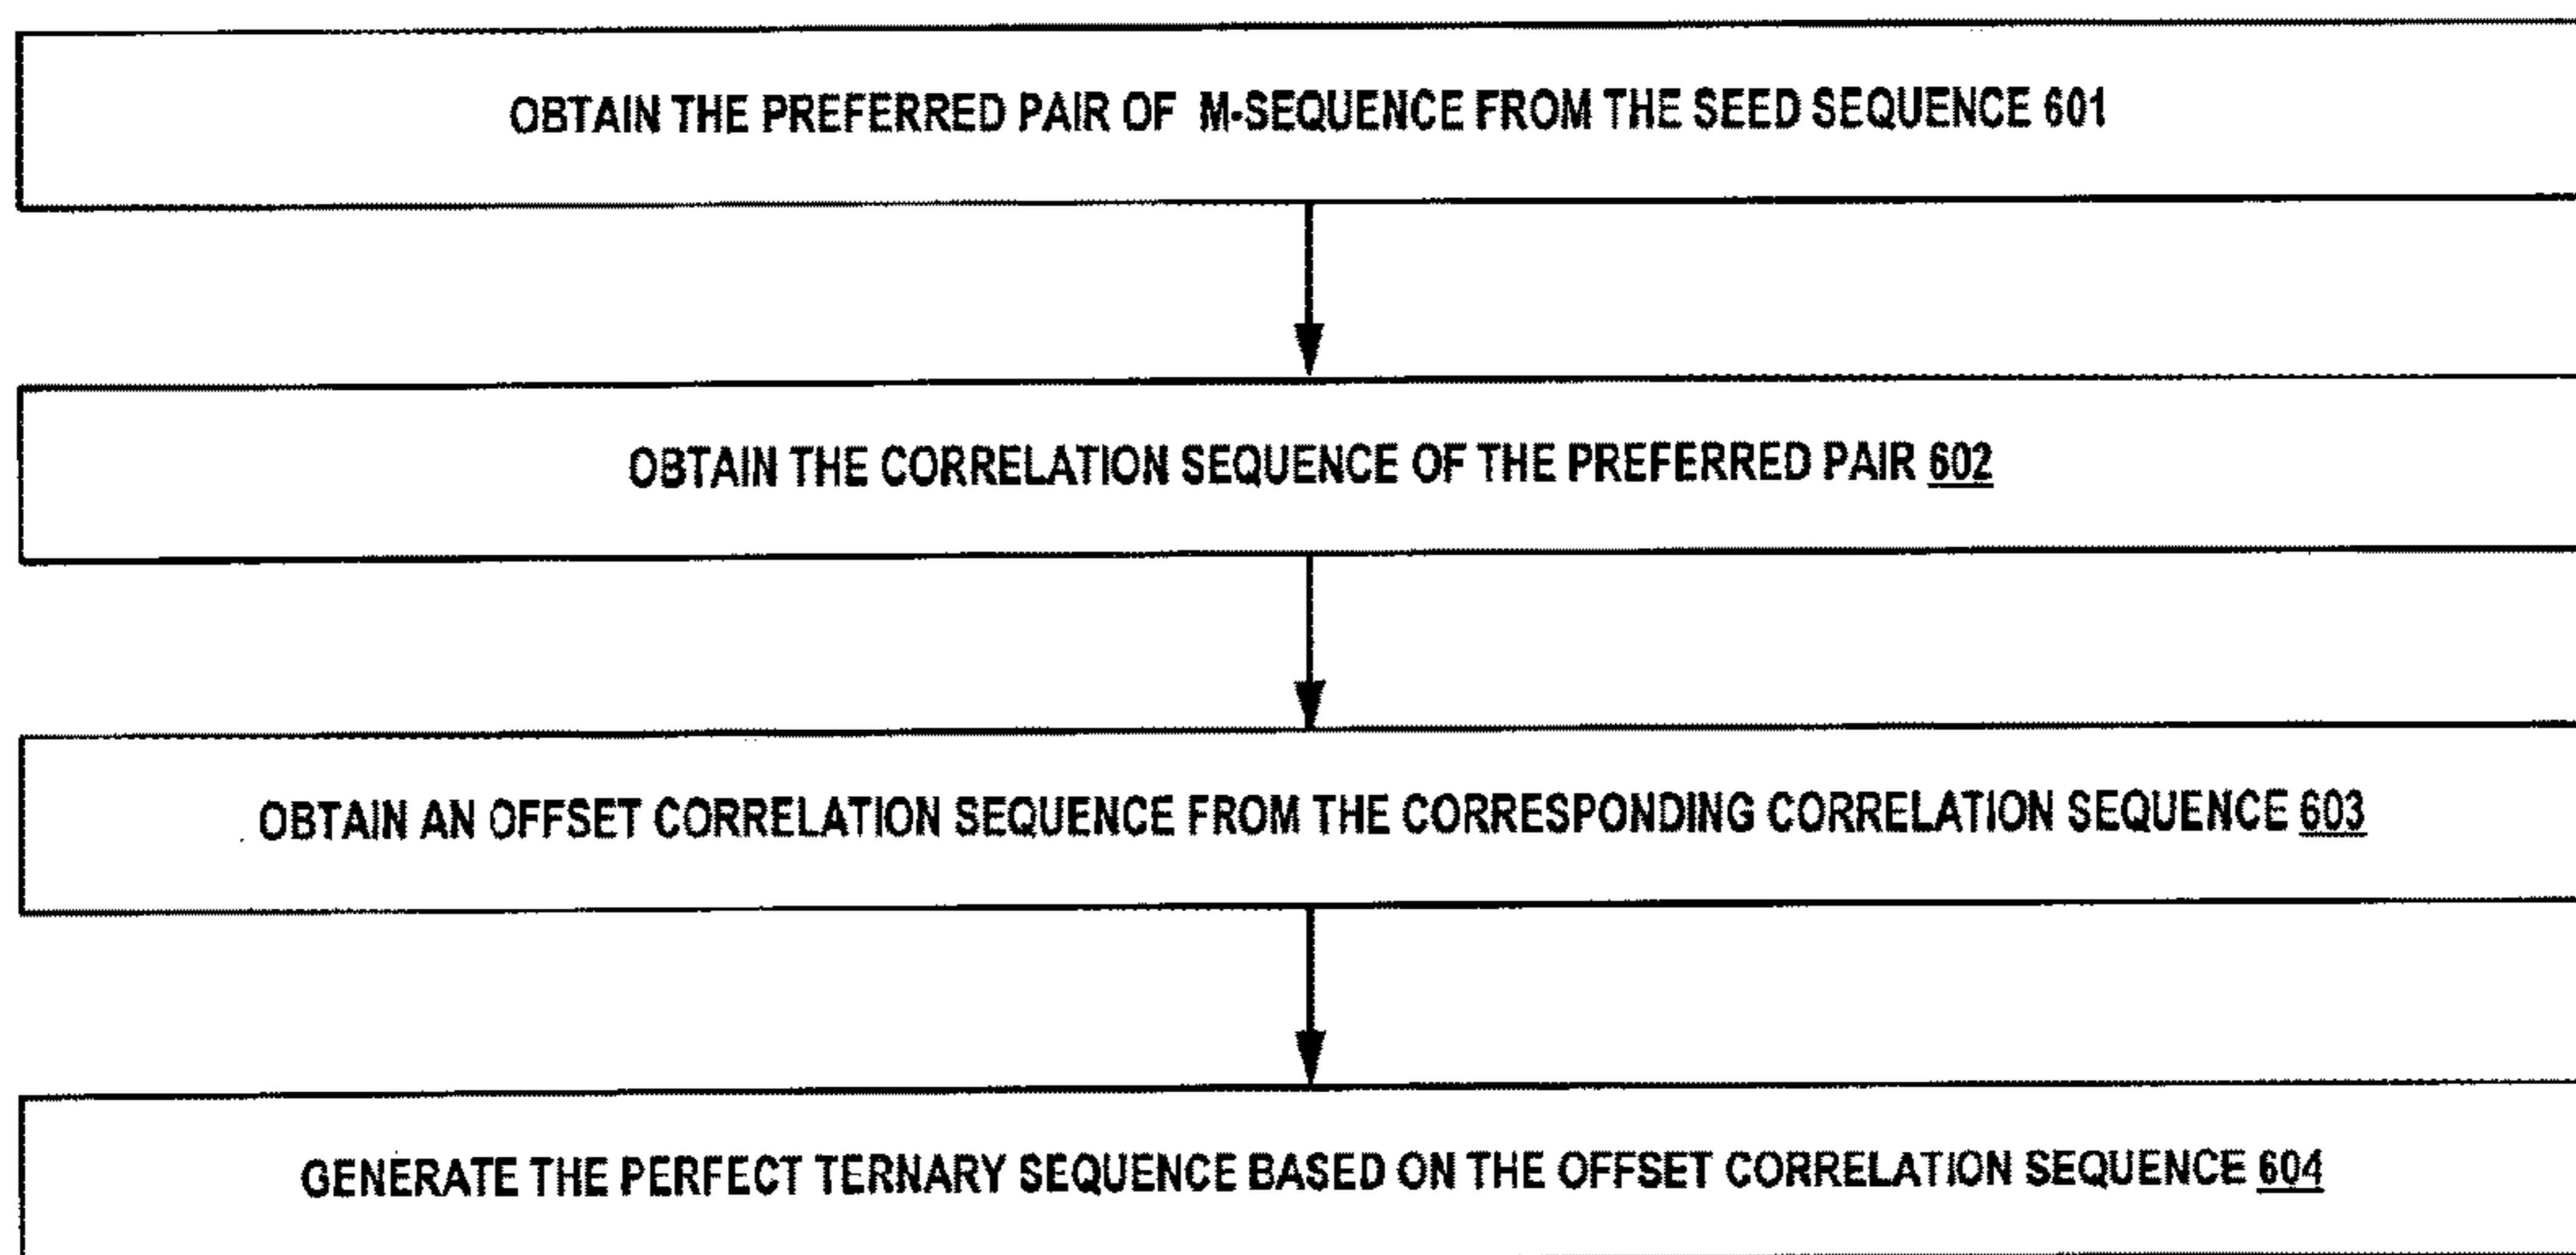 OBTAIN THE PREFERRED PAIR OF M-SEQUENCE FROM THE SEED SEQUENCE 601
OBTAIN THE CORRELATION SEQUENCE OF THE PREFERRED PAIR 602
OBTAIN AN OFFSET CORRELATION SEQUENCE FROM THE CORRESPONDING CORRELATION SEQUENCE 603
GENERATE THE PERFECT TERNARY SEQUENCE BASED ON THE OFFSET CORRELATION SEQUENCE 604